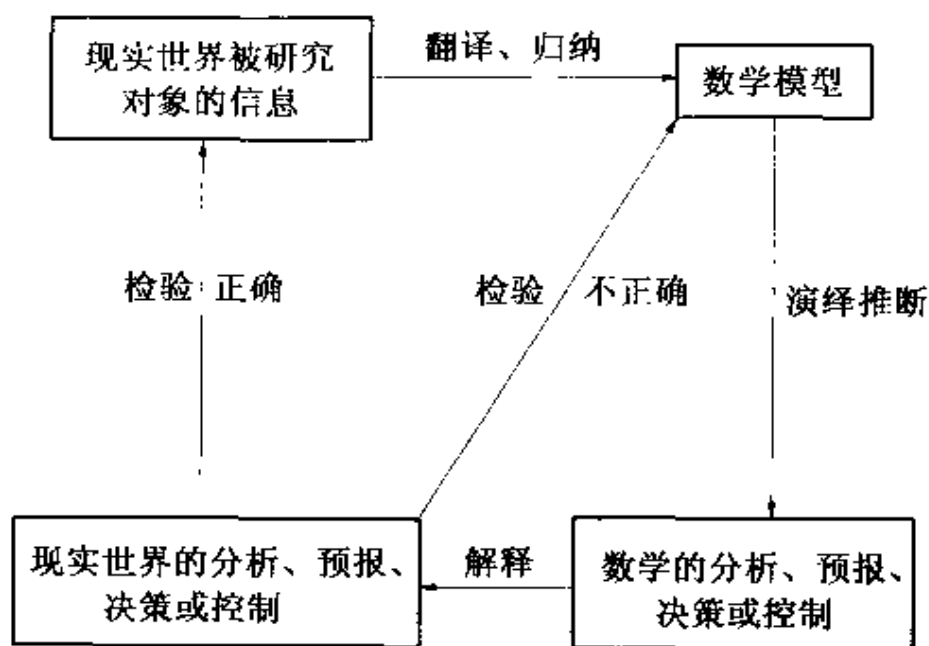 现实世界被研究
对象的信息
翻译、归纳
数学模型
检验 正确
检验 不正确
演绎推断
现实世界的分析、预报、
决策或控制
解释
数学的分析、预报、
决策或控制